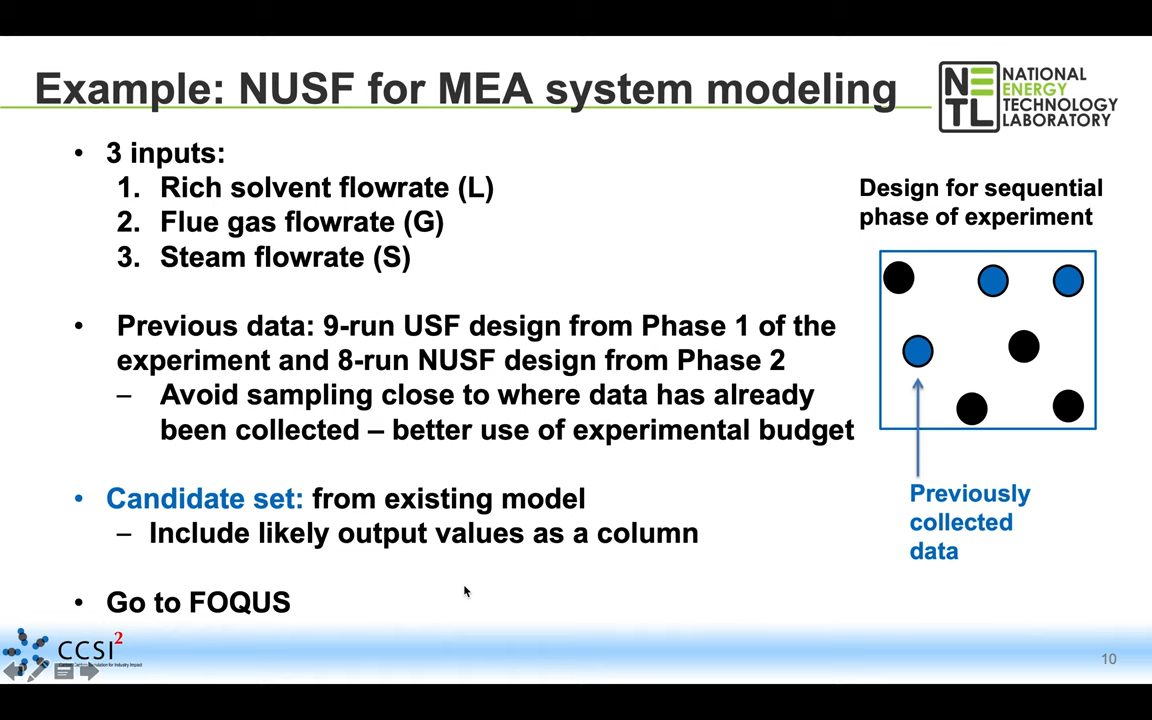 Example: NUSF for MEA system modeling
NATIONAL
ENERGY
TECHNOLOGY
LABORATORY
NE
TL
• 3 inputs:
1. Rich solvent flowrate (L)
2. Flue gas flowrate (G)
3. Steam flowrate (S)
• Previous data: 9-run USF design from Phase 1 of the
experiment and 8-run NUSF design from Phase 2
– Avoid sampling close to where data has already
been collected – better use of experimental budget
• Candidate set: from existing model
– Include likely output values as a column
• Go to FOQUS
Design for sequential
phase of experiment
Previously
collected
data
CCSI2
10